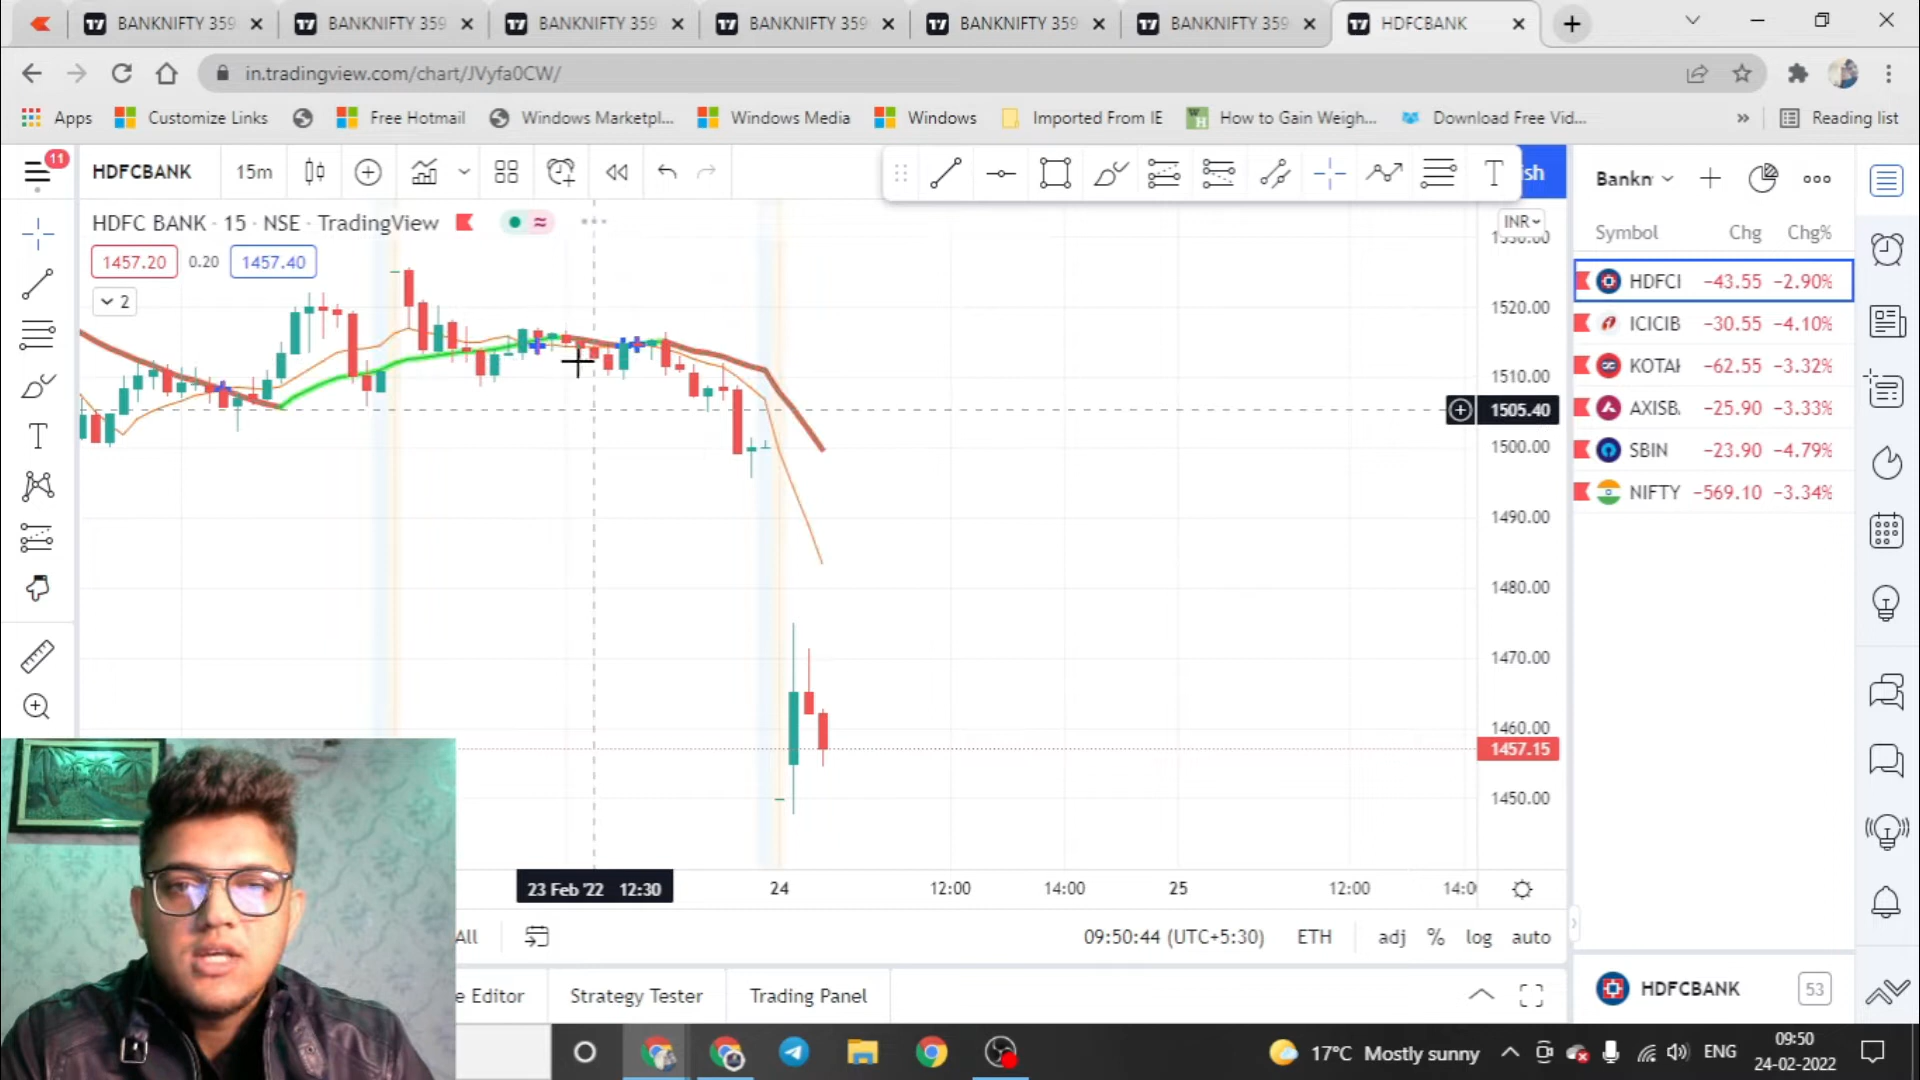 BANKNIFTY 359 BANKNIFTY 359 BANKNIFTY 359 BANKNIFTY 359 BANKNIFTY 359 BANKNIFTY 359 HDFCBANK
in.tradingview.com/chart/JVyfa0CW/
Apps Customize Links Free Hotmail Windows Marketpl... Windows Media Windows Imported From IE How to Gain Weigh... Download Free Vid... » Reading list
11
HDFCBANK 15m T sh Bankn
HDFC BANK · 15 · NSE · TradingView INR
Symbol Chg Chg%
1457.20 0.20 1457.40
2
HDFCI −43.55 −2.90%
ICICIB −30.55 −4.10%
KOTAK −62.55 −3.32%
AXISB. −25.90 −3.33%
SBIN −23.90 −4.79%
NIFTY −569.10 −3.34%
1520.00
1510.00
1505.40
1500.00
1490.00
1480.00
1470.00
1460.00
1457.15
1450.00
23 Feb '22 12:30 24 12:00 14:00 25 12:00 14:0
All 09:50:44 (UTC+5:30) ETH adj % log auto
e Editor Strategy Tester Trading Panel
HDFCBANK 53
17°C Mostly sunny ENG
09:50
24-02-2022